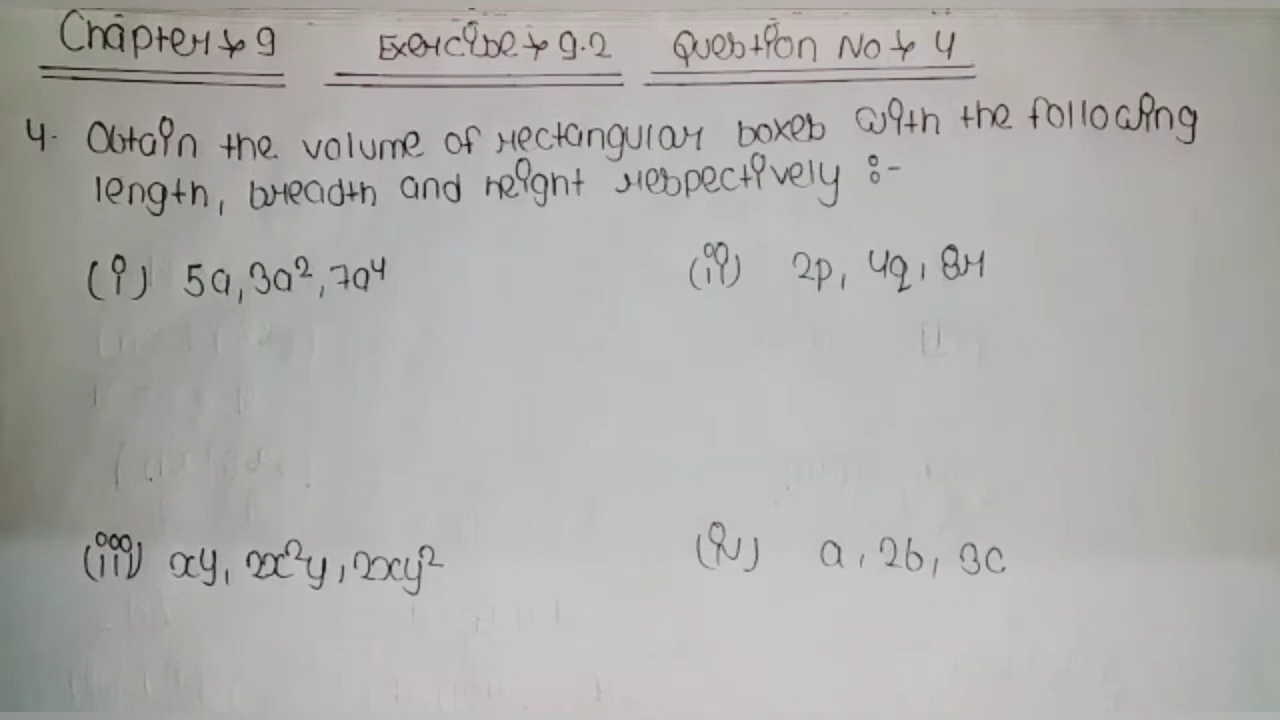 Chapter → 9 Exercise → 9.2 Question No → 4
4. Obtain the volume of rectangular boxes with the following
length, breadth and height respectively :-
(i) 5a, 3a², 7a⁴ (ii) 2p, 4q, 8r
(iii) xy, 2x²y, 2xy² (iv) a, 2b, 3c